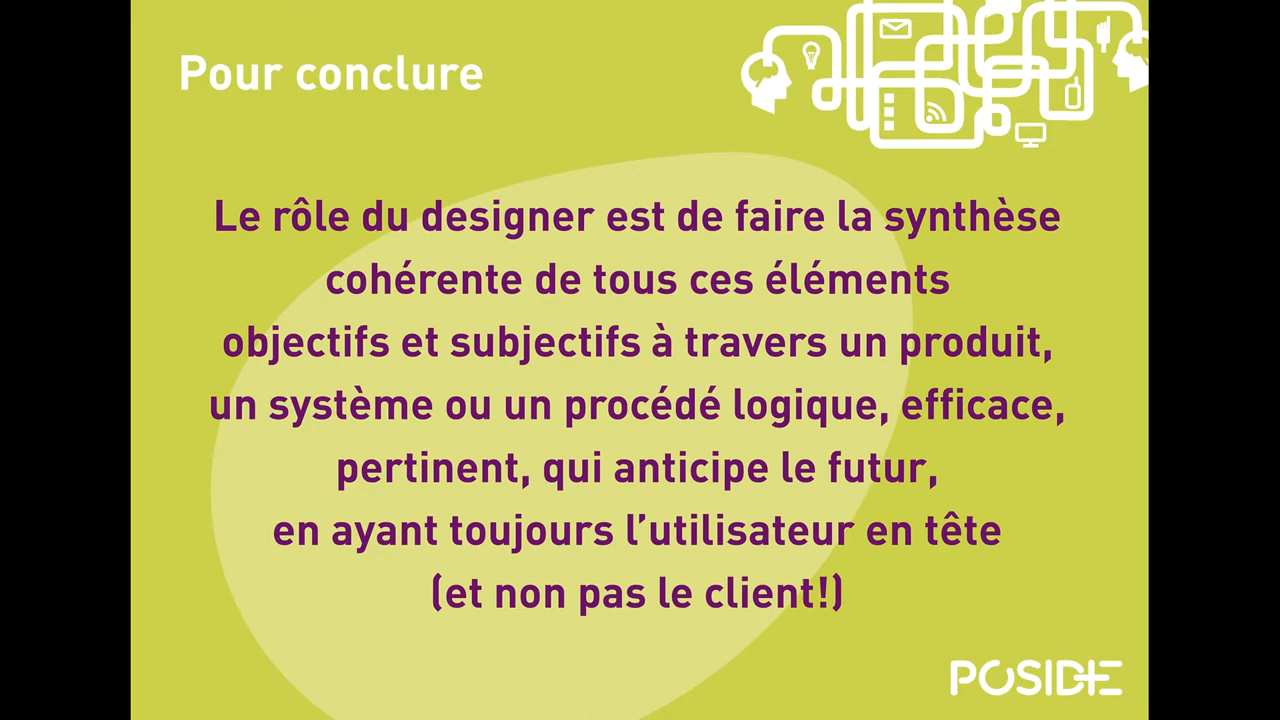 Pour conclure
Le rôle du designer est de faire la synthèse
cohérente de tous ces éléments
objectifs et subjectifs à travers un produit,
un système ou un procédé logique, efficace,
pertinent, qui anticipe le futur,
en ayant toujours l’utilisateur en tête
(et non pas le client!)
POSIDE